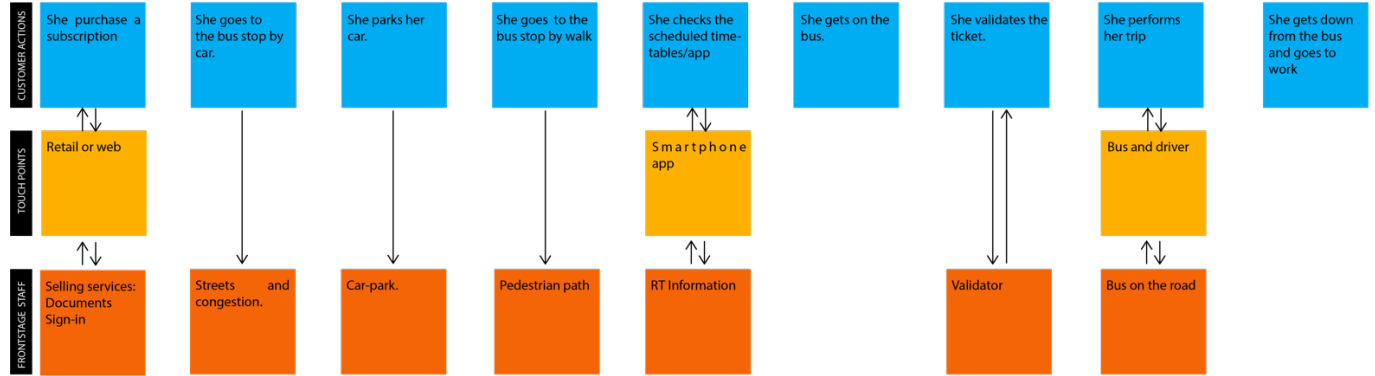 CUSTOMER ACTIONS
She purchase a
subscription
She goes to
the bus stop by
car.
She parks her
car.
She goes to the
bus stop by walk
She checks the
scheduled time-
tables/app
She gets on the
bus.
She validates the
ticket.
She performs
her trip
She gets down
from the bus
and goes to
work
TOUCH POINTS
Retail or web
Smartphone
app
Bus and driver
FRONTSTAGE STAFF
Selling services:
Documents
Sign-in
Streets and
congestion.
Car-park.
Pedestrian path
RT Information
Validator
Bus on the road